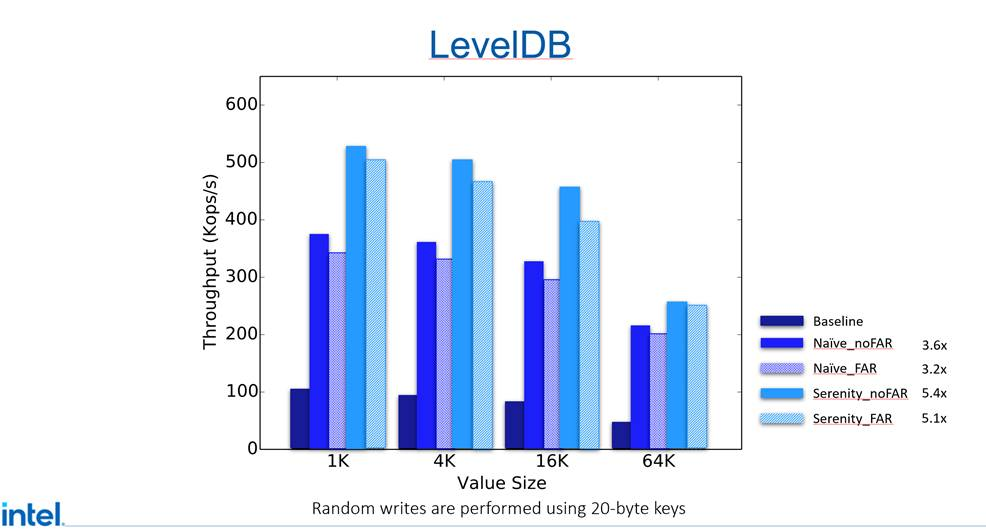 LevelDB
600
500
400
300
200
100
0
Throughput (Kops/s)
1K 4K 16K 64K
Value Size
Baseline
Naïve_noFAR 3.6x
Naïve_FAR 3.2x
Serenity_noFAR 5.4x
Serenity_FAR 5.1x
Random writes are performed using 20-byte keys
intel.